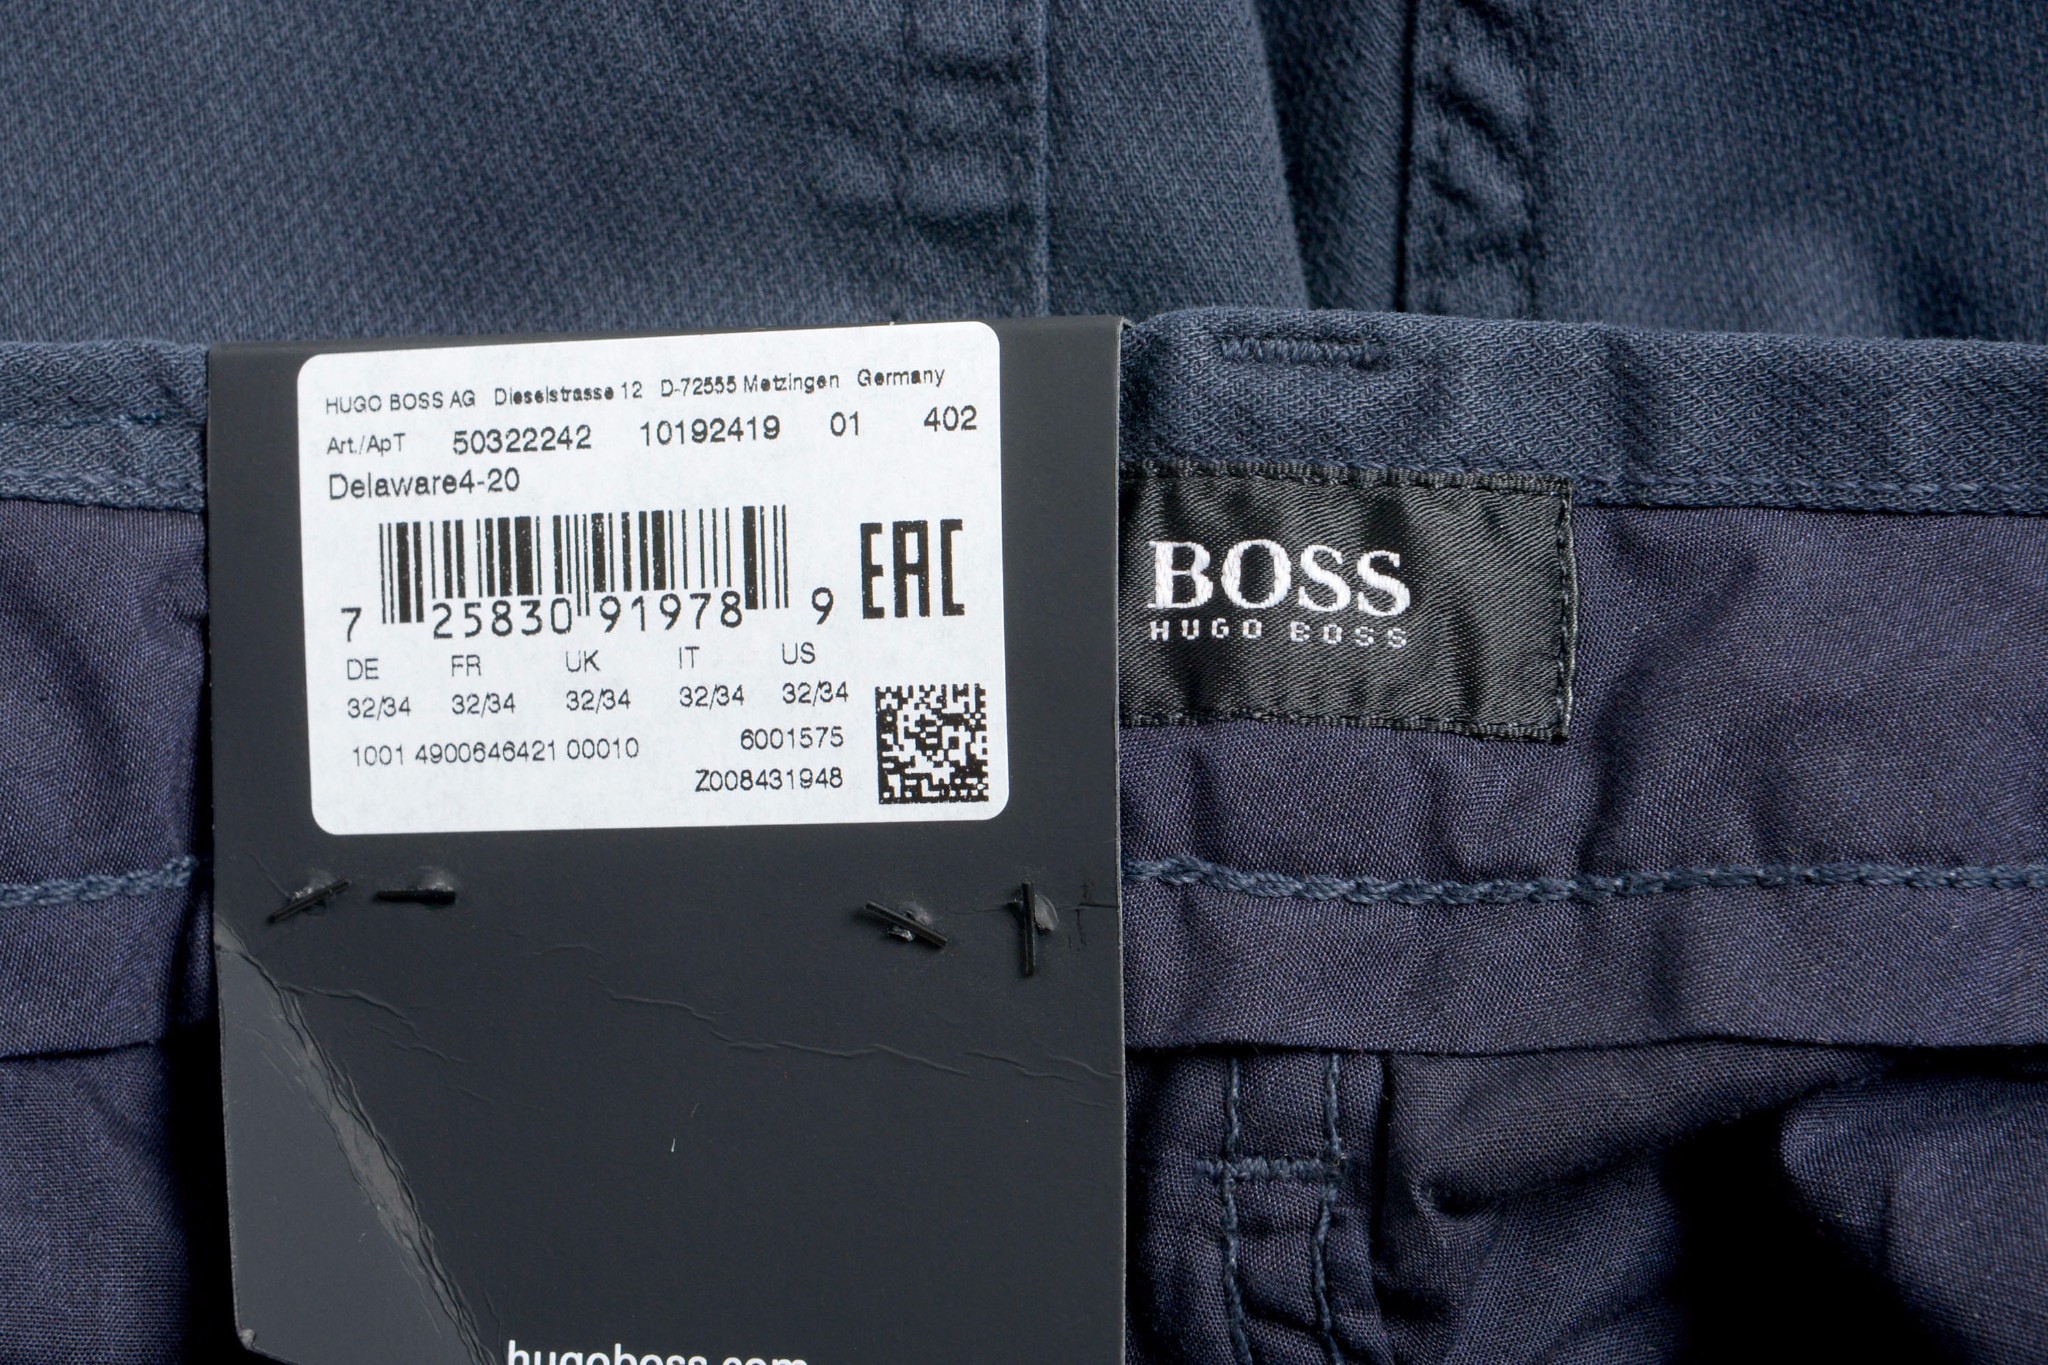 HUGO BOSS AG Dieselstrasse 12 D-72555 Metzingen Germany
Art./ApT 50322242 10192419 01 402
Delaware4-20
7 25830 91978 9 EAC
DE FR UK IT US
32/34 32/34 32/34 32/34 32/34
1001 4900646421 00010 6001575
Z008431948
BOSS
HUGO BOSS
hugoboss.com